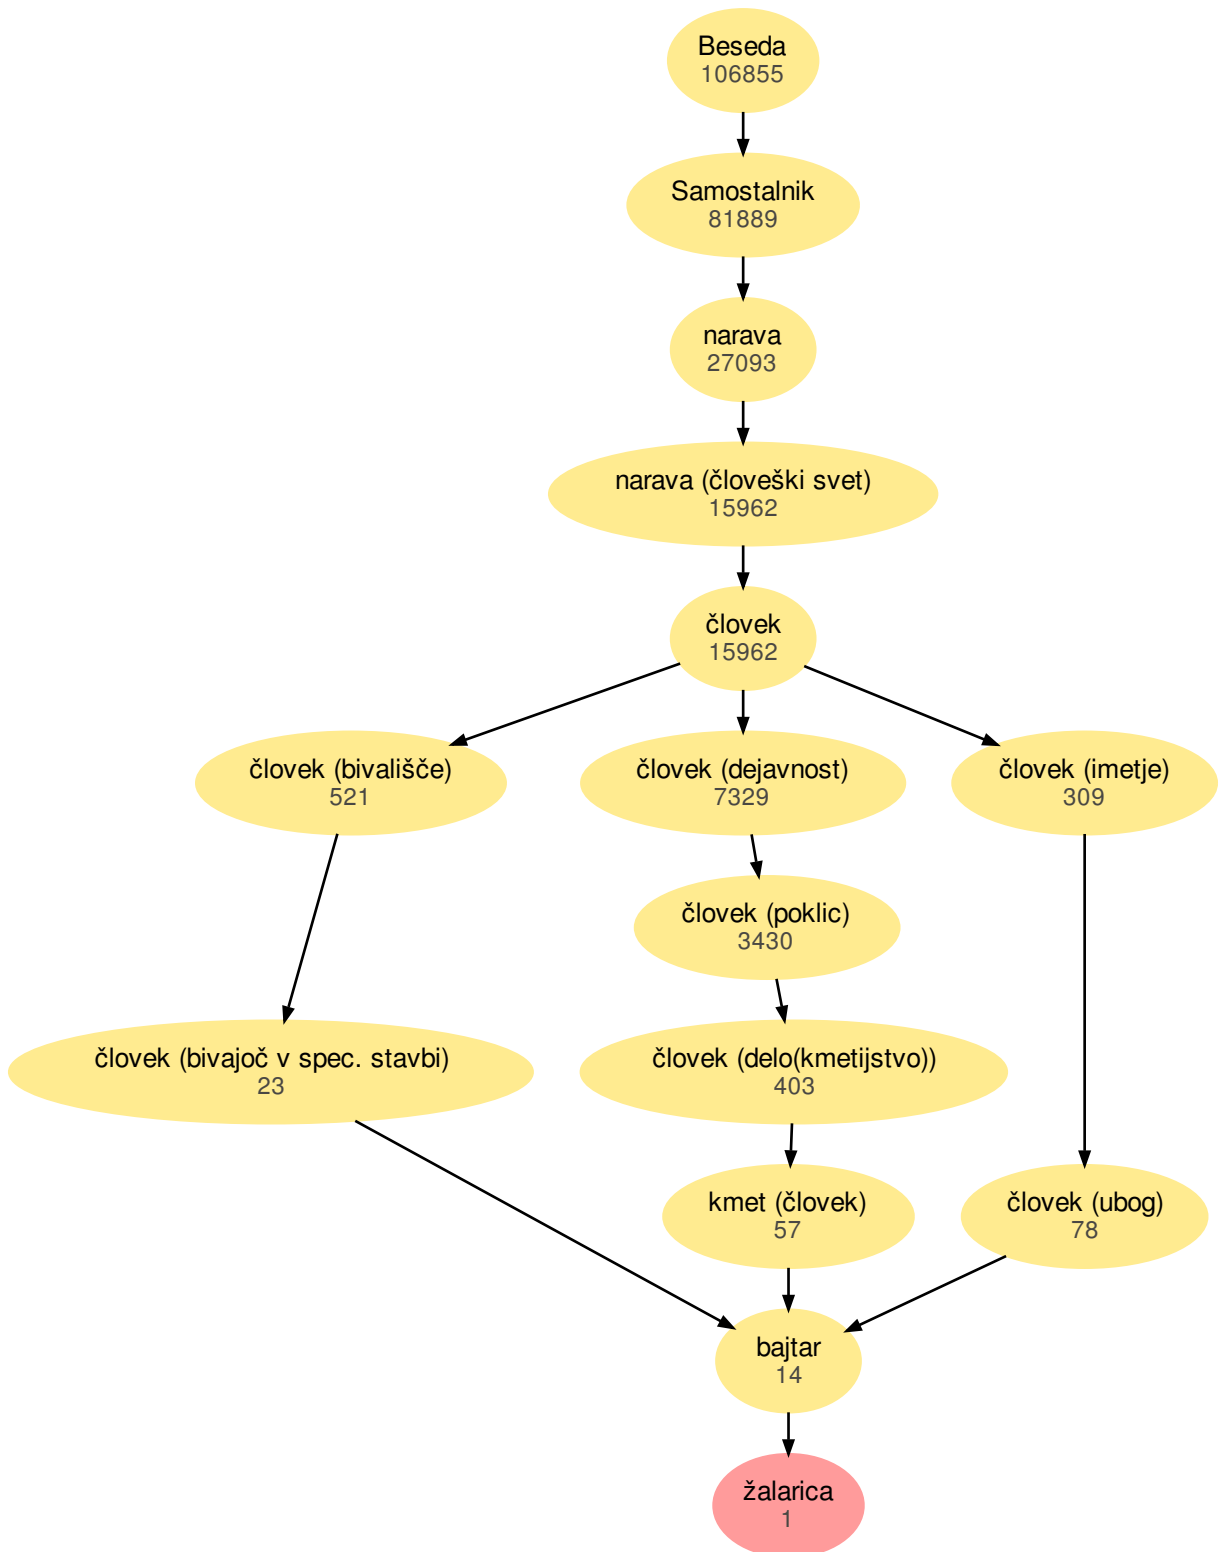 Beseda
106855
Samostalnik
81889
narava
27093
narava (človeški svet)
15962
človek
15962
človek (bivališče)
521
človek (dejavnost)
7329
človek (imetje)
309
človek (poklic)
3430
človek (bivajoč v spec. stavbi)
23
človek (delo(kmetijstvo))
403
kmet (človek)
57
človek (ubog)
78
bajtar
14
žalarica
1